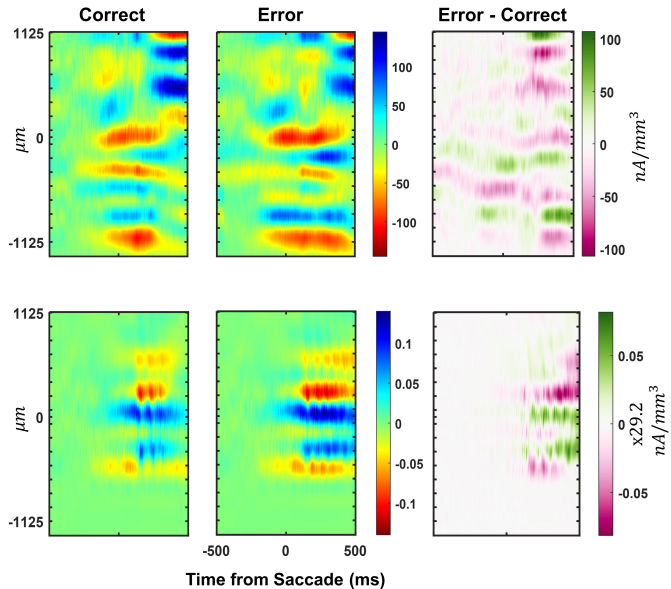 Correct Error Error - Correct
1125 100 100
50 50
μm 0 0 0 nA/mm³
-50 -50
-1125 -100 -100
1125 0.1
0.05 0.05
μm 0 0 0 x29.2 nA/mm³
-0.05 -0.05
-1125 -0.1
-500 0 500
Time from Saccade (ms)